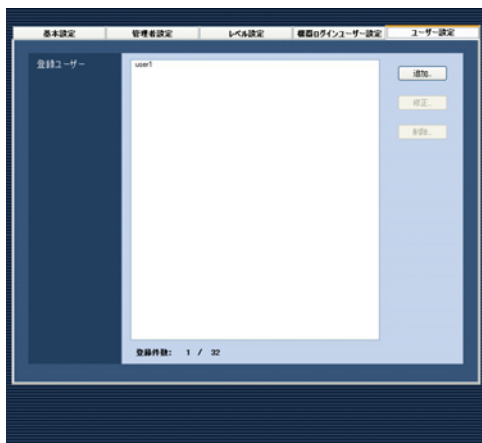 基本設定
管理者設定
レベル設定
機器ログインユーザー設定
ユーザー設定
登録ユーザー
user1
追加..
修正..
削除..
登録件数: 1 / 32